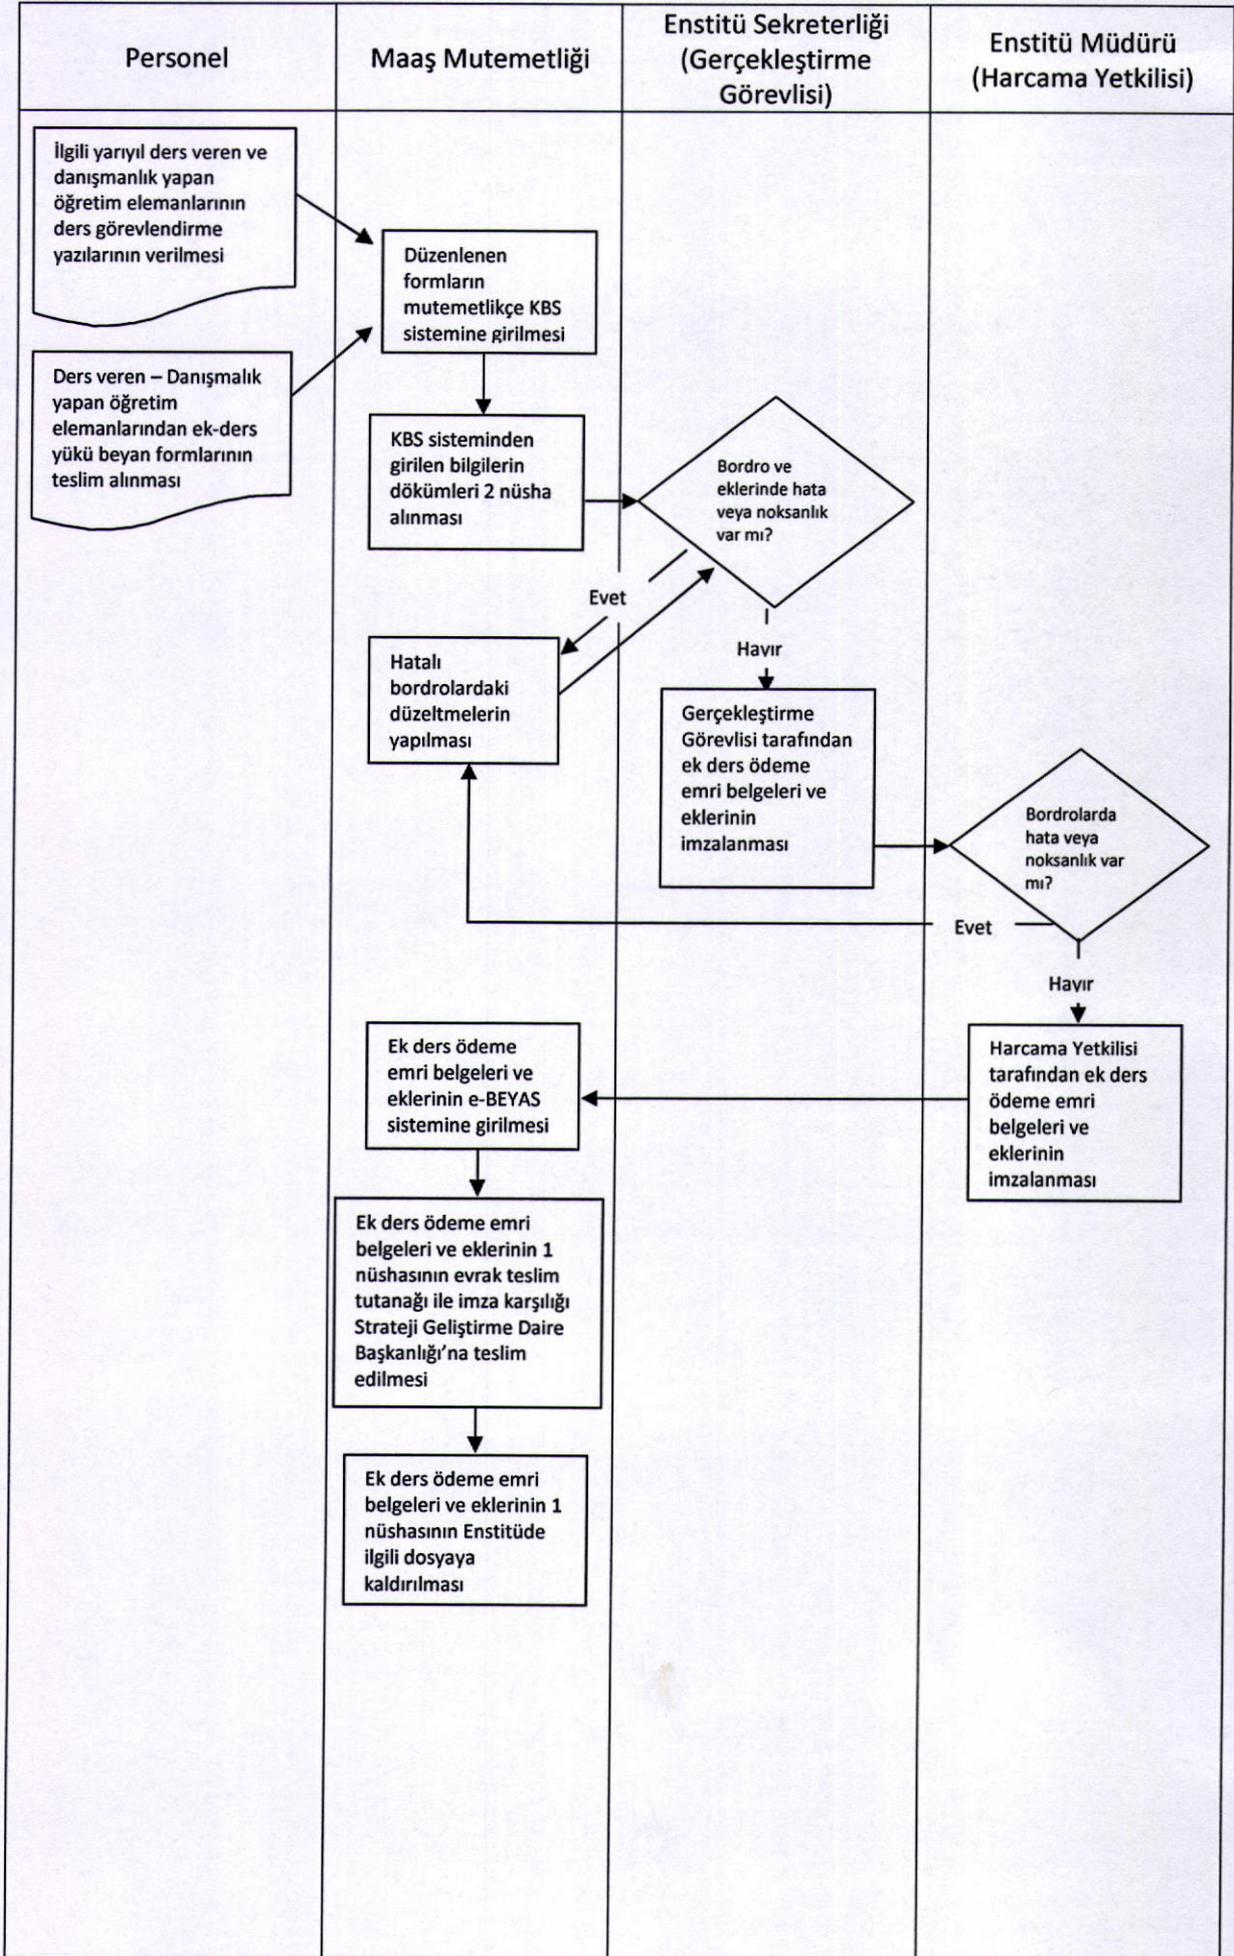 Personel
Maaş Mutemetliği
Enstitü Sekreterliği
(Gerçekleştirme
Görevlisi)
Enstitü Müdürü
(Harcama Yetkilisi)
İlgili yarıyıl ders veren ve
danışmanlık yapan
öğretim elemanlarının
ders görevlendirme
yazılarının verilmesi
Düzenlenen
formların
mutemetlikçe KBS
sistemine girilmesi
Ders veren – Danışmalık
yapan öğretim
elemanlarından ek-ders
yükü beyan formlarının
teslim alınması
KBS sisteminden
girilen bilgilerin
dökümleri 2 nüsha
alınması
Bordro ve
eklerinde hata
veya noksanlık
var mı?
Evet
Hayır
Hatalı
bordrolardaki
düzeltmelerin
yapılması
Gerçekleştirme
Görevlisi tarafından
ek ders ödeme
emri belgeleri ve
eklerinin
imzalanması
Bordrolarda
hata veya
noksanlık var
mı?
Evet
Hayır
Ek ders ödeme
emri belgeleri ve
eklerinin e-BEYAS
sistemine girilmesi
Harcama Yetkilisi
tarafından ek ders
ödeme emri
belgeleri ve
eklerinin
imzalanması
Ek ders ödeme emri
belgeleri ve eklerinin 1
nüshasının evrak teslim
tutanağı ile imza karşılığı
Strateji Geliştirme Daire
Başkanlığı'na teslim
edilmesi
Ek ders ödeme emri
belgeleri ve eklerinin 1
nüshasının Enstitüde
ilgili dosyaya
kaldırılması